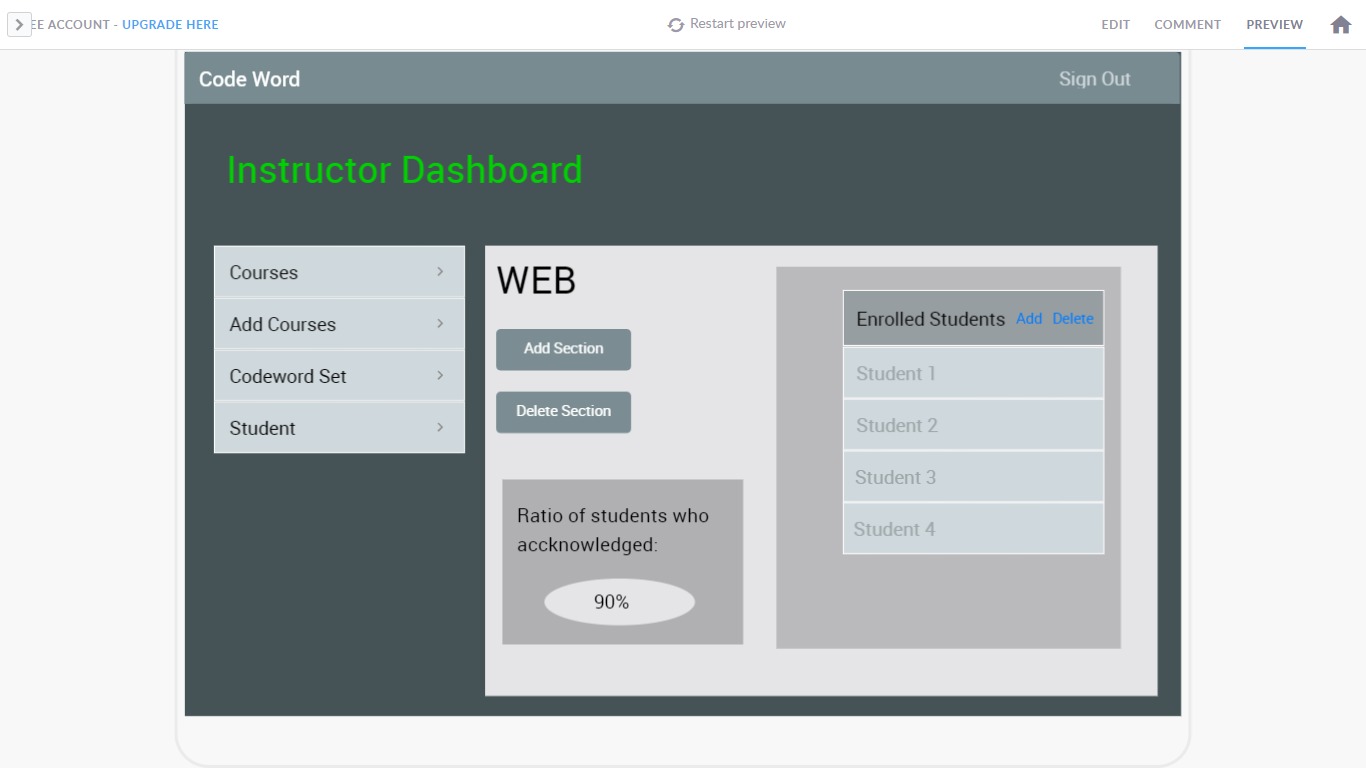 EE ACCOUNT - UPGRADE HERE
Restart preview
EDIT
COMMENT
PREVIEW
Code Word
Sign Out
Instructor Dashboard
Courses
Add Courses
Codeword Set
Student
WEB
Add Section
Delete Section
Ratio of students who
accknowledged:
90%
Enrolled Students Add Delete
Student 1
Student 2
Student 3
Student 4